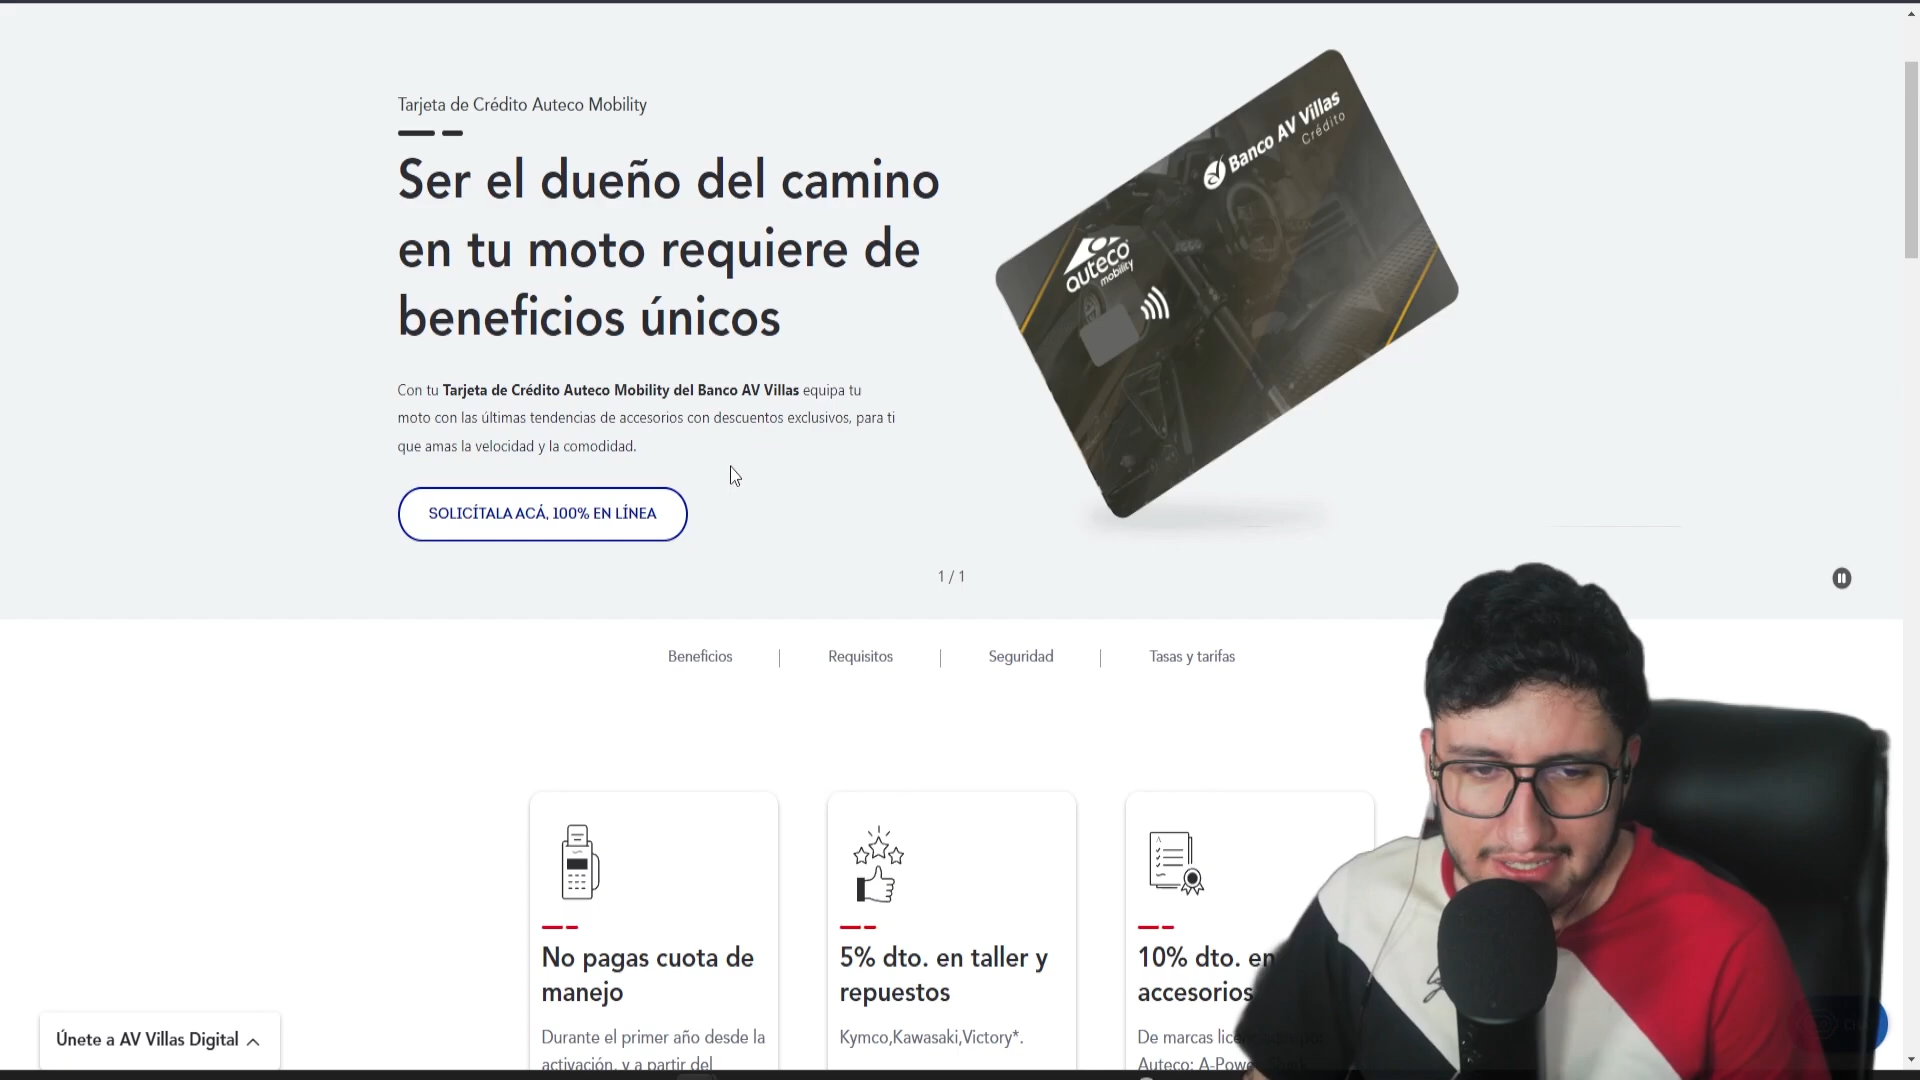 Tarjeta de Crédito Auteco Mobility
Ser el dueño del camino
en tu moto requiere de
beneficios únicos
Con tu Tarjeta de Crédito Auteco Mobility del Banco AV Villas equipa tu
moto con las últimas tendencias de accesorios con descuentos exclusivos, para ti
que amas la velocidad y la comodidad.
SOLICÍTALA ACÁ, 100% EN LÍNEA
Banco AV Villas
Crédito
auteco
mobility
1 / 1
Beneficios
Requisitos
Seguridad
Tasas y tarifas
No pagas cuota de
manejo
Durante el primer año desde la
activación, y a partir del
5% dto. en taller y
repuestos
Kymco,Kawasaki,Victory*.
10% dto. en
accesorios
De marcas
Auteco:
Únete a AV Villas Digital